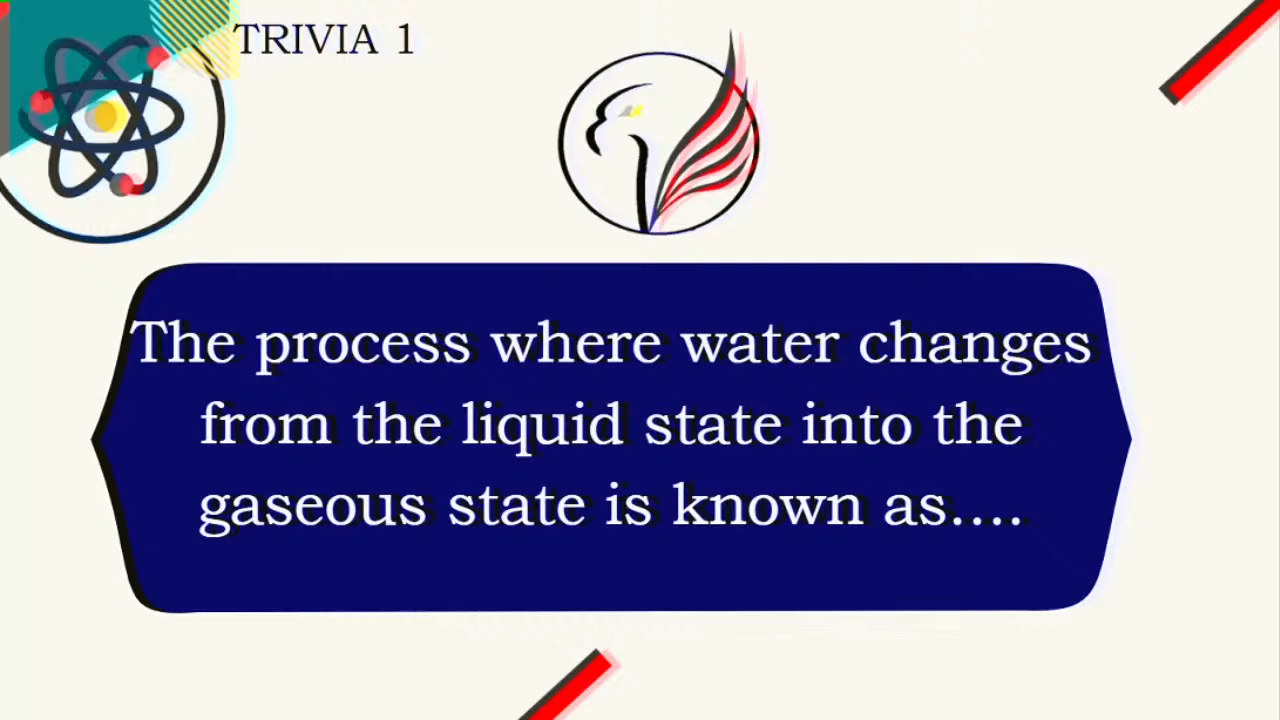 TRIVIA 1
The process where water changes
from the liquid state into the
gaseous state is known as....